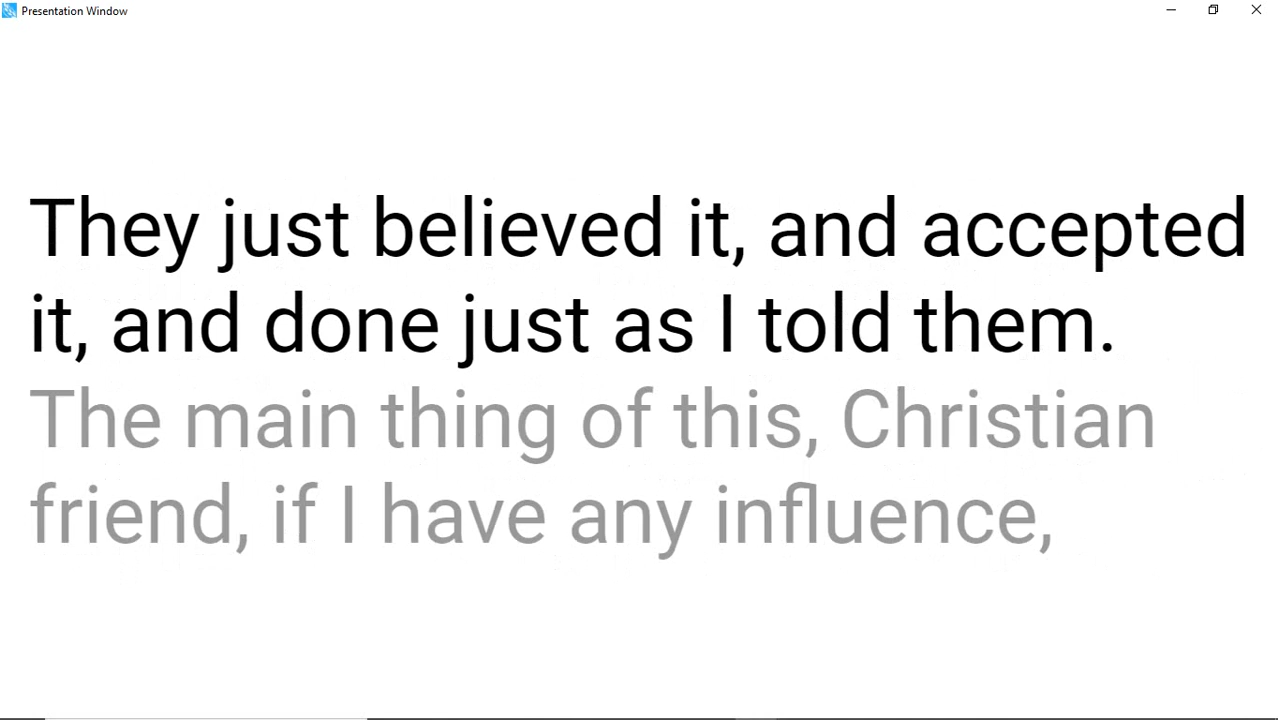 Presentation Window
They just believed it, and accepted
it, and done just as I told them.
The main thing of this, Christian
friend, if I have any influence,